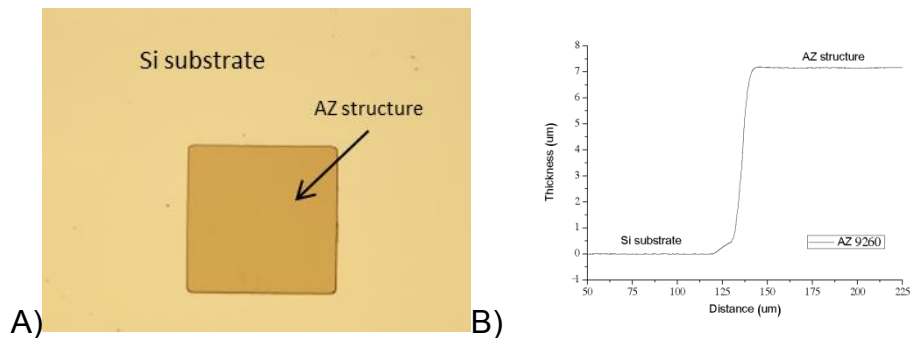 Si substrate
AZ structure
A)
8
7
6
5
4
3
2
1
0
-1
Thickness (um)
AZ structure
Si substrate
AZ 9260
50
75
100
125
150
175
200
225
Distance (um)
B)